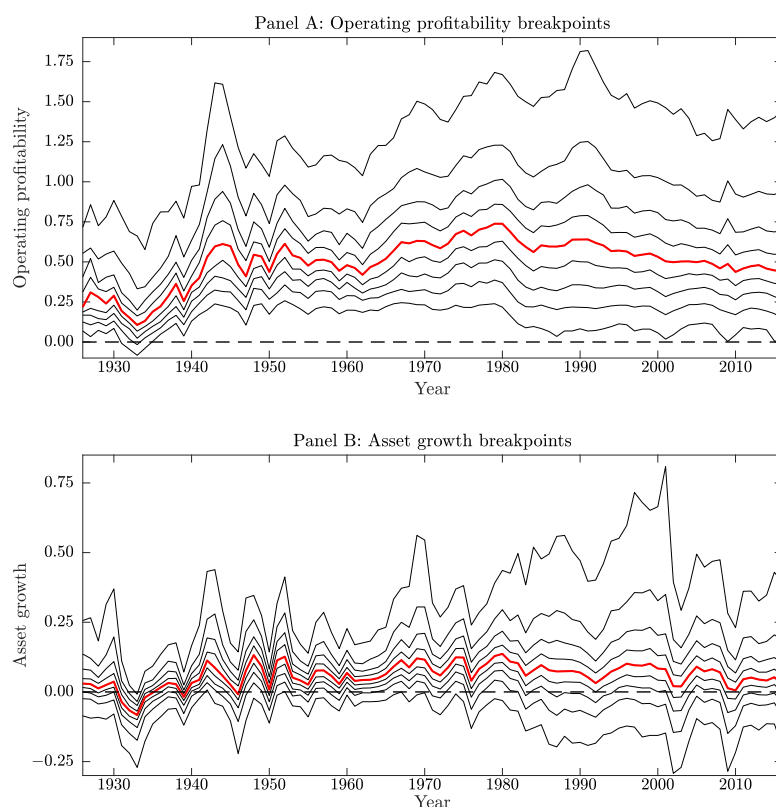 Panel A: Operating profitability breakpoints
1.75
1.50
1.25
1.00
0.75
0.50
0.25
0.00
Operating profitability
1930 1940 1950 1960 1970 1980 1990 2000 2010
Year
Panel B: Asset growth breakpoints
0.75
0.50
0.25
0.00
−0.25
Asset growth
1930 1940 1950 1960 1970 1980 1990 2000 2010
Year